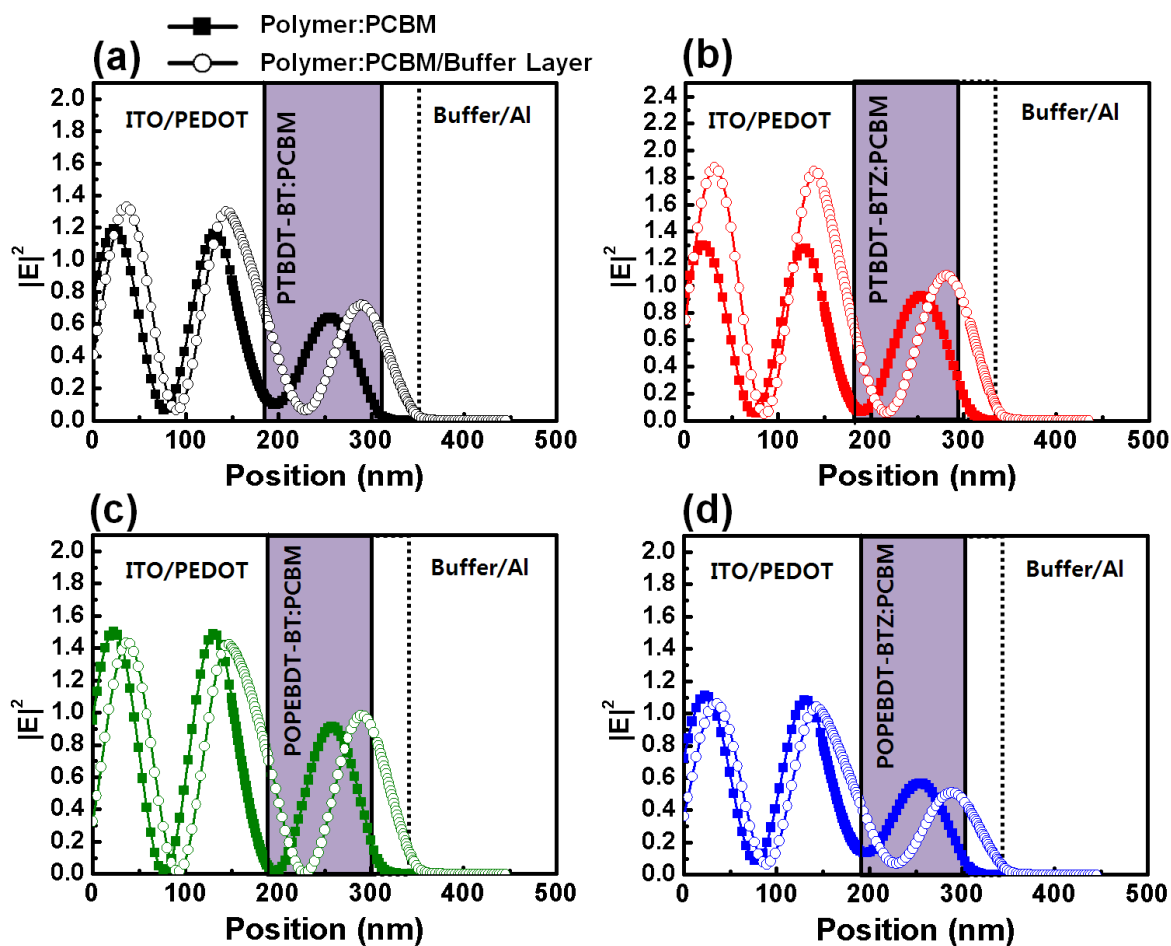 Polymer:PCBM
Polymer:PCBM/Buffer Layer
(a)
2.0
1.8
1.6
1.4
1.2
1.0
0.8
0.6
0.4
0.2
0.0
|E|²
ITO/PEDOT
PTBDT-BT:PCBM
Buffer/Al
0 100 200 300 400 500
Position (nm)
(b)
2.4
2.2
2.0
1.8
1.6
1.4
1.2
1.0
0.8
0.6
0.4
0.2
0.0
|E|²
ITO/PEDOT
PTBDT-BTZ:PCBM
Buffer/Al
0 100 200 300 400 500
Position (nm)
(c)
2.0
1.8
1.6
1.4
1.2
1.0
0.8
0.6
0.4
0.2
0.0
|E|²
ITO/PEDOT
POPEBDT-BT:PCBM
Buffer/Al
0 100 200 300 400 500
Position (nm)
(d)
2.0
1.8
1.6
1.4
1.2
1.0
0.8
0.6
0.4
0.2
0.0
|E|²
ITO/PEDOT
POPEBDT-BTZ:PCBM
Buffer/Al
0 100 200 300 400 500
Position (nm)